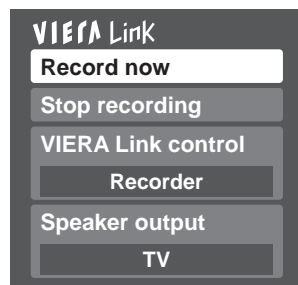 VIERA Link
Record now
Stop recording
VIERA Link control
Recorder
Speaker output
TV